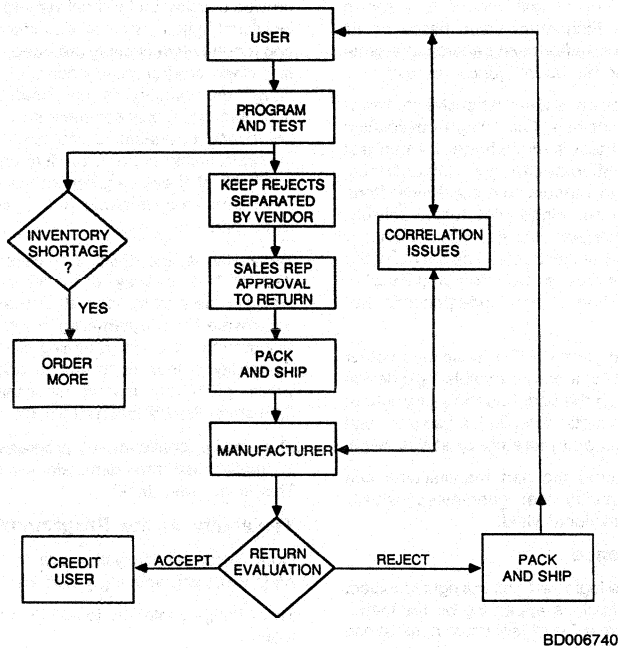 USER
PROGRAM
AND TEST
KEEP REJECTS
SEPARATED
BY VENDOR
INVENTORY
SHORTAGE
?
CORRELATION
ISSUES
SALES REP
APPROVAL
TO RETURN
YES
ORDER
MORE
PACK
AND SHIP
MANUFACTURER
RETURN
EVALUATION
ACCEPT
CREDIT
USER
REJECT
PACK
AND SHIP
BD006740